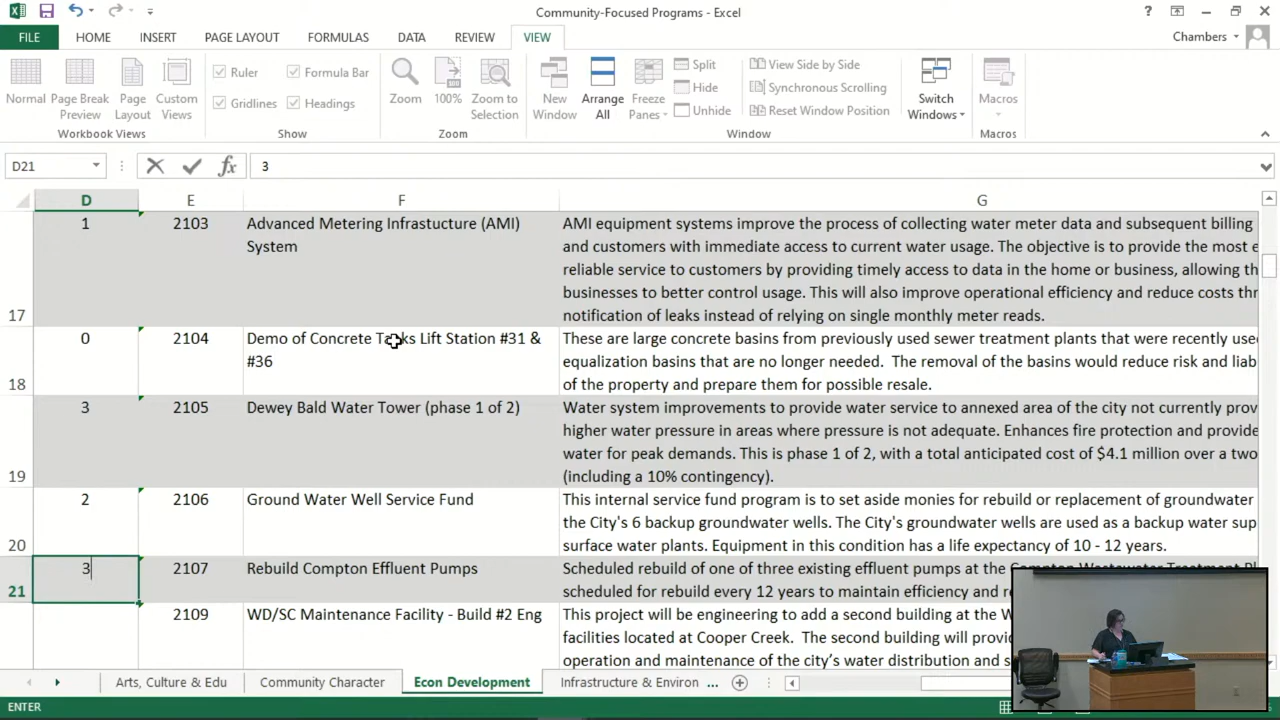 Community-Focused Programs - Excel
FILE HOME INSERT PAGE LAYOUT FORMULAS DATA REVIEW VIEW Chambers
Normal Page Break Preview Page Layout Custom Views
Ruler Formula Bar
Gridlines Headings
Zoom 100% Zoom to Selection
New Window Arrange All Freeze Panes
Split
Hide
Unhide
View Side by Side
Synchronous Scrolling
Reset Window Position
Switch Windows Macros
Workbook Views Show Zoom Window Macros
D21 fx 3
D E F G
1 2103 Advanced Metering Infrastucture (AMI) AMI equipment systems improve the process of collecting water meter data and subsequent billing
System and customers with immediate access to current water usage. The objective is to provide the most e
reliable service to customers by providing timely access to data in the home or business, allowing th
businesses to better control usage. This will also improve operational efficiency and reduce costs thr
17 notification of leaks instead of relying on single monthly meter reads.
0 2104 Demo of Concrete Tanks Lift Station #31 & These are large concrete basins from previously used sewer treatment plants that were recently use
#36 equalization basins that are no longer needed. The removal of the basins would reduce risk and liab
18 of the property and prepare them for possible resale.
3 2105 Dewey Bald Water Tower (phase 1 of 2) Water system improvements to provide water service to annexed area of the city not currently prov
higher water pressure in areas where pressure is not adequate. Enhances fire protection and provide
water for peak demands. This is phase 1 of 2, with a total anticipated cost of $4.1 million over a two
19 (including a 10% contingency).
2 2106 Ground Water Well Service Fund This internal service fund program is to set aside monies for rebuild or replacement of groundwater
the City's 6 backup groundwater wells. The City's groundwater wells are used as a backup water sup
20 surface water plants. Equipment in this condition has a life expectancy of 10 - 12 years.
3 2107 Rebuild Compton Effluent Pumps Scheduled rebuild of one of three existing effluent pumps at the Compton Wastewater Treatment Pl
21 scheduled for rebuild every 12 years to maintain efficiency and r
2109 WD/SC Maintenance Facility - Build #2 Eng This project will be engineering to add a second building at the W
facilities located at Cooper Creek. The second building will provid
operation and maintenance of the city's water distribution and s
Arts, Culture & Edu Community Character Econ Development Infrastructure & Environ ...
ENTER